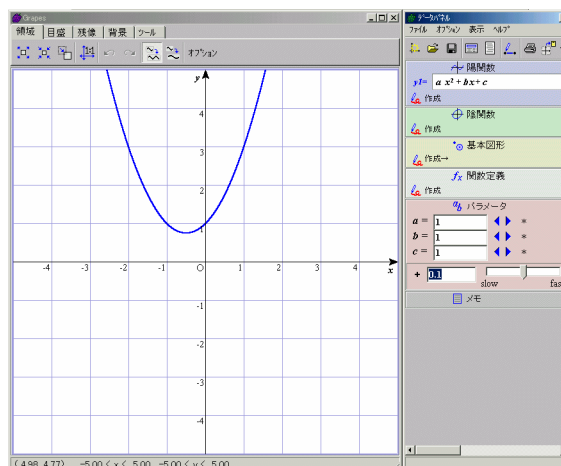 Grapes
領域 目盛 残像 背景 ツール
オプション
y
4
3
2
1
-4 -3 -2 -1 O 1 2 3 4 x
-1
-2
-3
-4
( 4.98, 4.77) -5.00 < x < 5.00 -5.00 < y < 5.00
データパネル
ファイル オプション 表示 ヘルプ
陽関数
y1= a x² + bx + c
作成
陰関数
作成
基本図形
作成→
関数定義
作成
パラメータ
a = 1 *
b = 1 *
c = 1 *
+ 0.1
slow fas
メモ